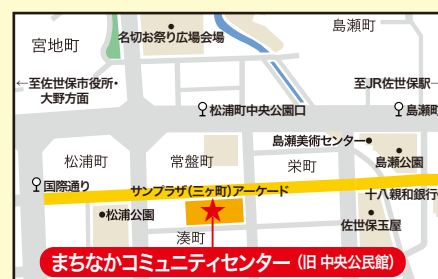 島瀬町
宮地町
名切お祭り広場会場
←至佐世保市役所・
大野方面
至JR佐世保駅→
松浦町中央公園口
島瀬町
島瀬美術センター
松浦町
常盤町
栄町
島瀬公園
国際通り
サンプラザ(三ヶ町)アーケード
十八親和銀行
松浦公園
佐世保玉屋
湊町
まちなかコミュニティセンター(旧 中央公民館)